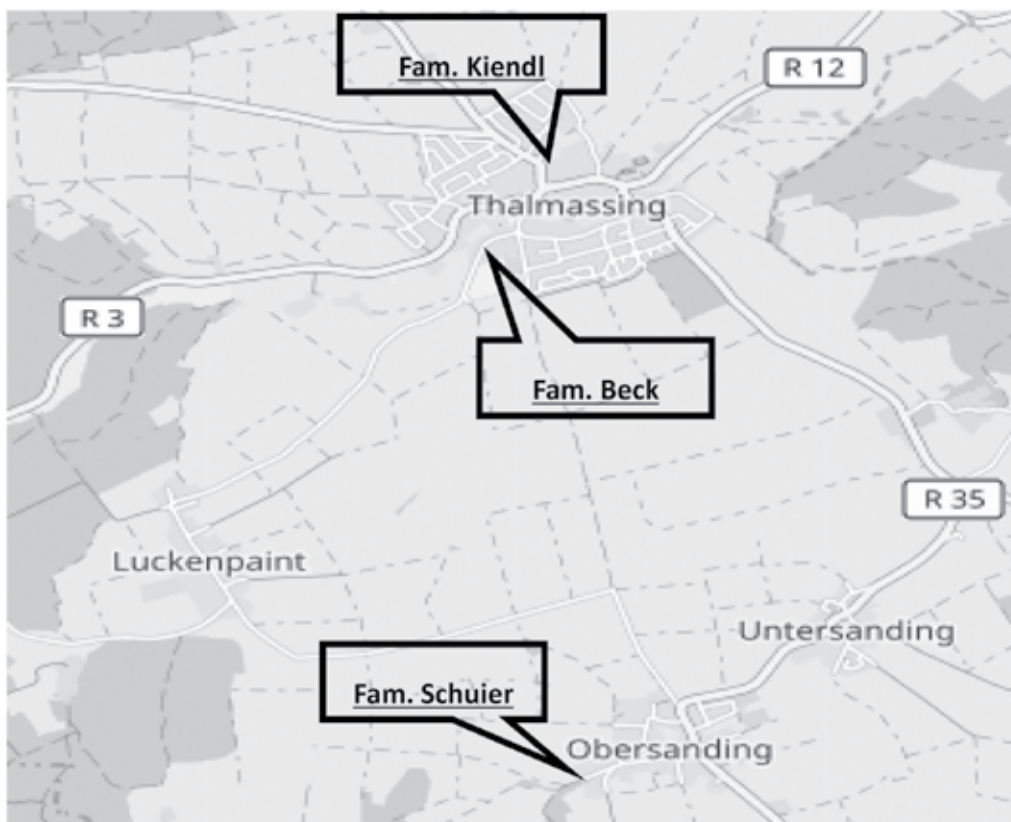 Fam. Kiendl
R 12
Thalmassing
R 3
Fam. Beck
R 35
Luckenpaint
Untersanding
Fam. Schuier
Obersanding